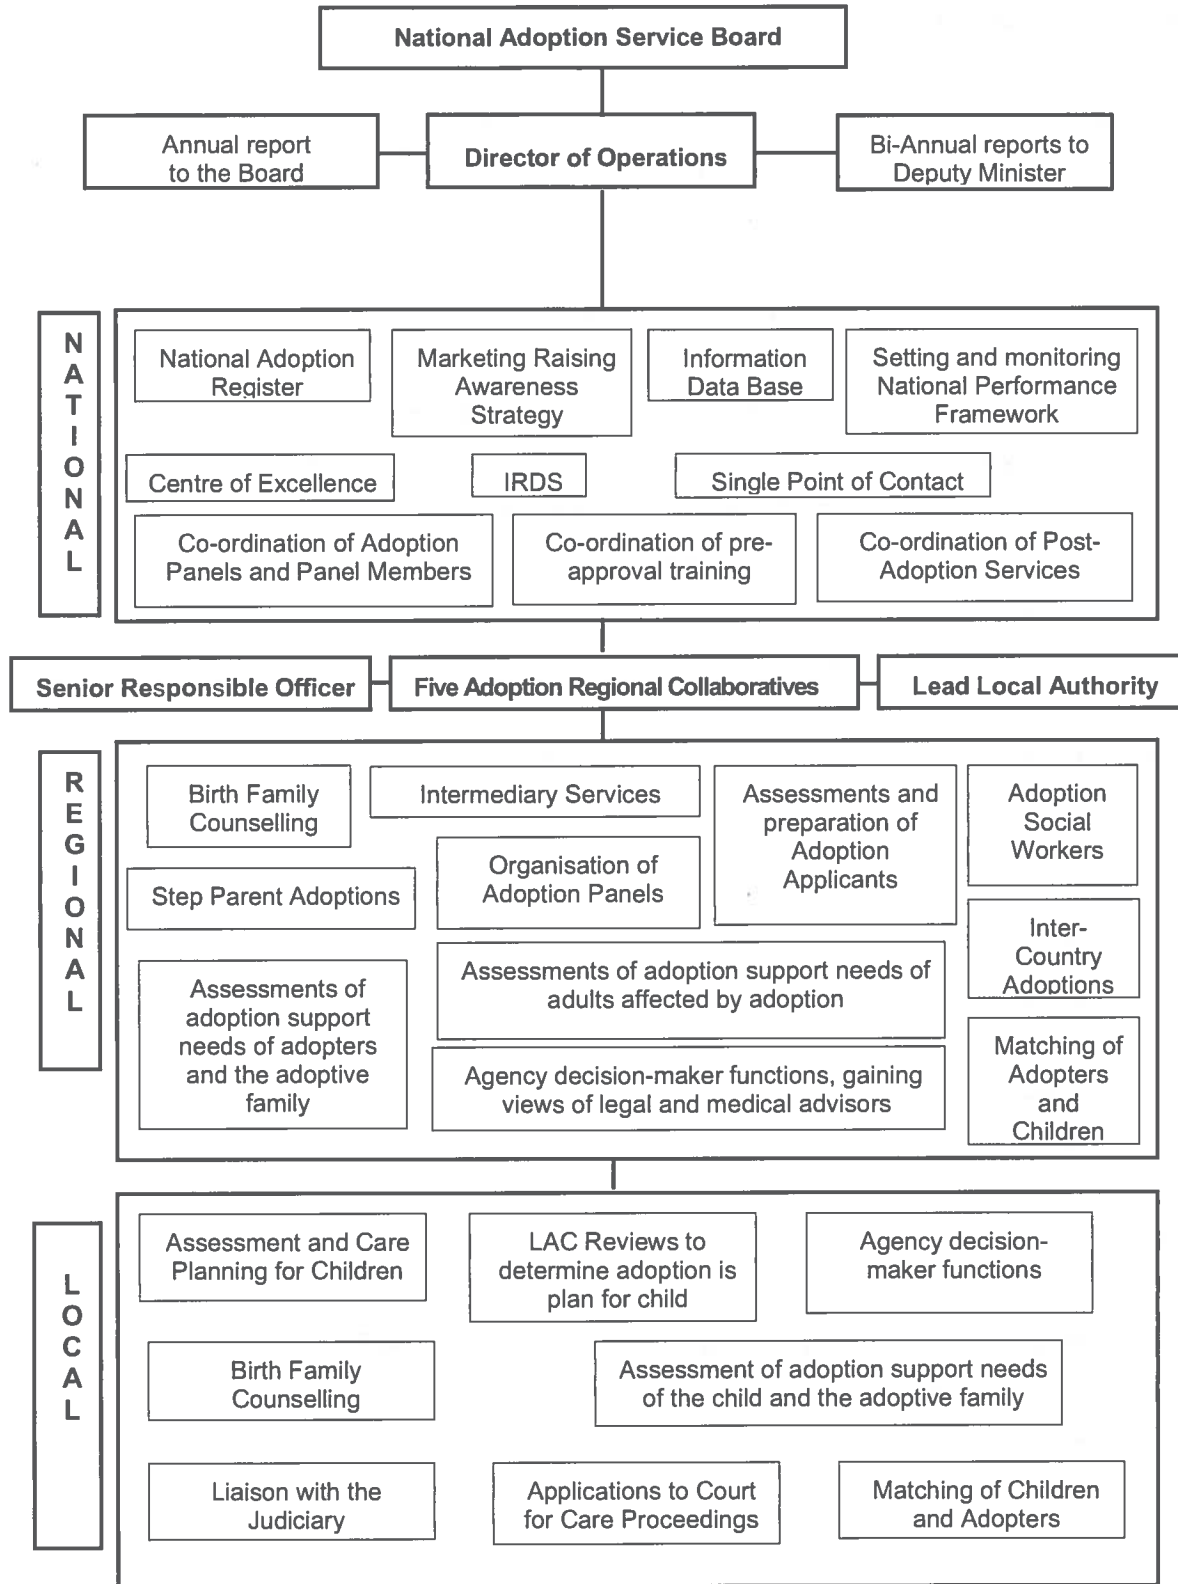 National Adoption Service Board
Annual report
to the Board
Director of Operations
Bi-Annual reports to
Deputy Minister
NATIONAL
National Adoption
Register
Marketing Raising
Awareness
Strategy
Information
Data Base
Setting and monitoring
National Performance
Framework
Centre of Excellence
IRDS
Single Point of Contact
Co-ordination of Adoption
Panels and Panel Members
Co-ordination of pre-
approval training
Co-ordination of Post-
Adoption Services
Senior Responsible Officer
Five Adoption Regional Collaboratives
Lead Local Authority
REGIONAL
Birth Family
Counselling
Intermediary Services
Assessments and
preparation of
Adoption
Applicants
Adoption
Social
Workers
Step Parent Adoptions
Organisation of
Adoption Panels
Inter-
Country
Adoptions
Assessments of
adoption support
needs of adopters
and the adoptive
family
Assessments of adoption support needs of
adults affected by adoption
Agency decision-maker functions, gaining
views of legal and medical advisors
Matching of
Adopters
and
Children
LOCAL
Assessment and Care
Planning for Children
LAC Reviews to
determine adoption is
plan for child
Agency decision-
maker functions
Birth Family
Counselling
Assessment of adoption support needs
of the child and the adoptive family
Liaison with the
Judiciary
Applications to Court
for Care Proceedings
Matching of Children
and Adopters